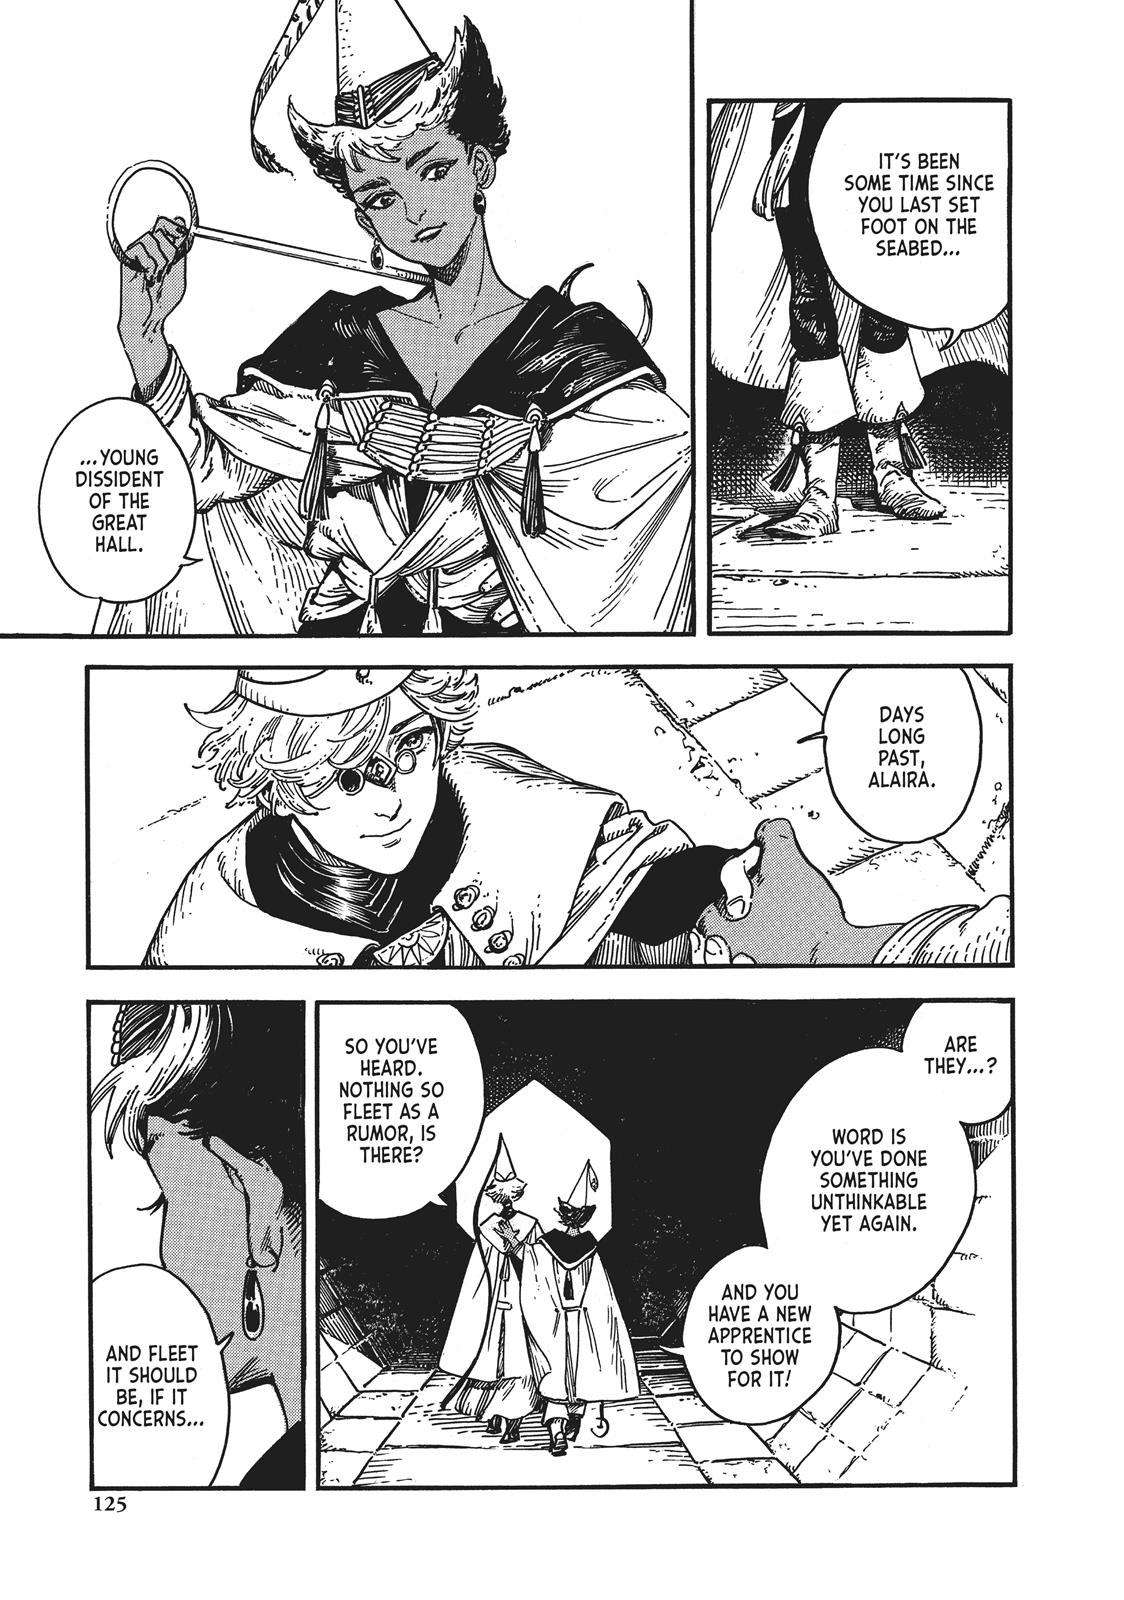 IT'S BEEN
SOME TIME SINCE
YOU LAST SET
FOOT ON THE
SEABED...
...YOUNG
DISSIDENT
OF THE
GREAT
HALL.
DAYS
LONG
PAST,
ALAIRA.
ARE
THEY...?
WORD IS
YOU'VE DONE
SOMETHING
UNTHINKABLE
YET AGAIN.
AND YOU
HAVE A NEW
APPRENTICE
TO SHOW
FOR IT!
SO YOU'VE
HEARD.
NOTHING SO
FLEET AS A
RUMOR, IS
THERE?
AND FLEET
IT SHOULD
BE, IF IT
CONCERNS...
125